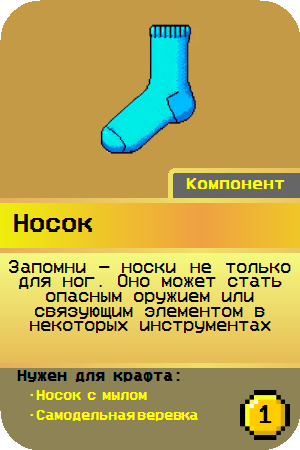 Компонент
Носок
Запомни – носки не только
для ног. Оно может стать
опасным оружием или
связующим элементом в
некоторых инструментах
Нужен для крафта:
·Носок с мылом
·Самодельная веревка
1